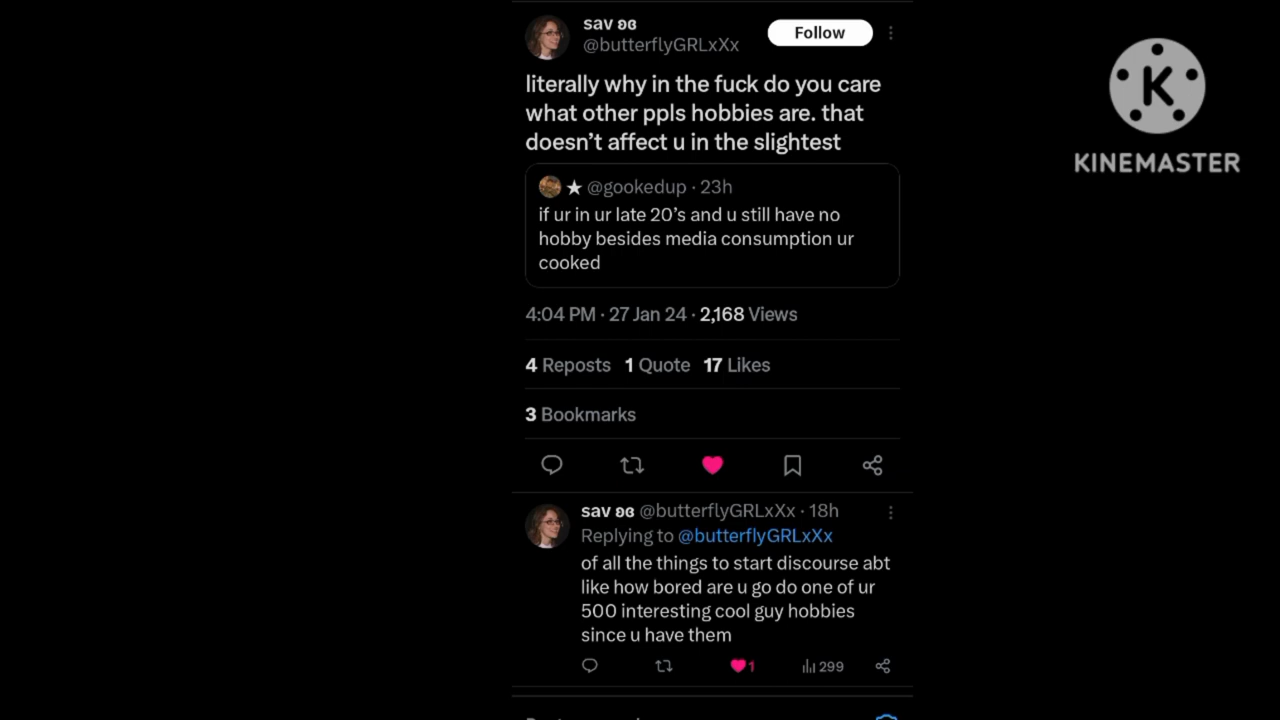 sav ʚɞ
Follow
@butterflyGRLxXx
literally why in the fuck do you care
what other ppls hobbies are. that
doesn’t affect u in the slightest
★ @gookedup · 23h
if ur in ur late 20’s and u still have no
hobby besides media consumption ur
cooked
4:04 PM · 27 Jan 24 · 2,168 Views
4 Reposts 1 Quote 17 Likes
3 Bookmarks
sav ʚɞ @butterflyGRLxXx · 18h
Replying to @butterflyGRLxXx
of all the things to start discourse abt
like how bored are u go do one of ur
500 interesting cool guy hobbies
since u have them
1 299
K
KINEMASTER